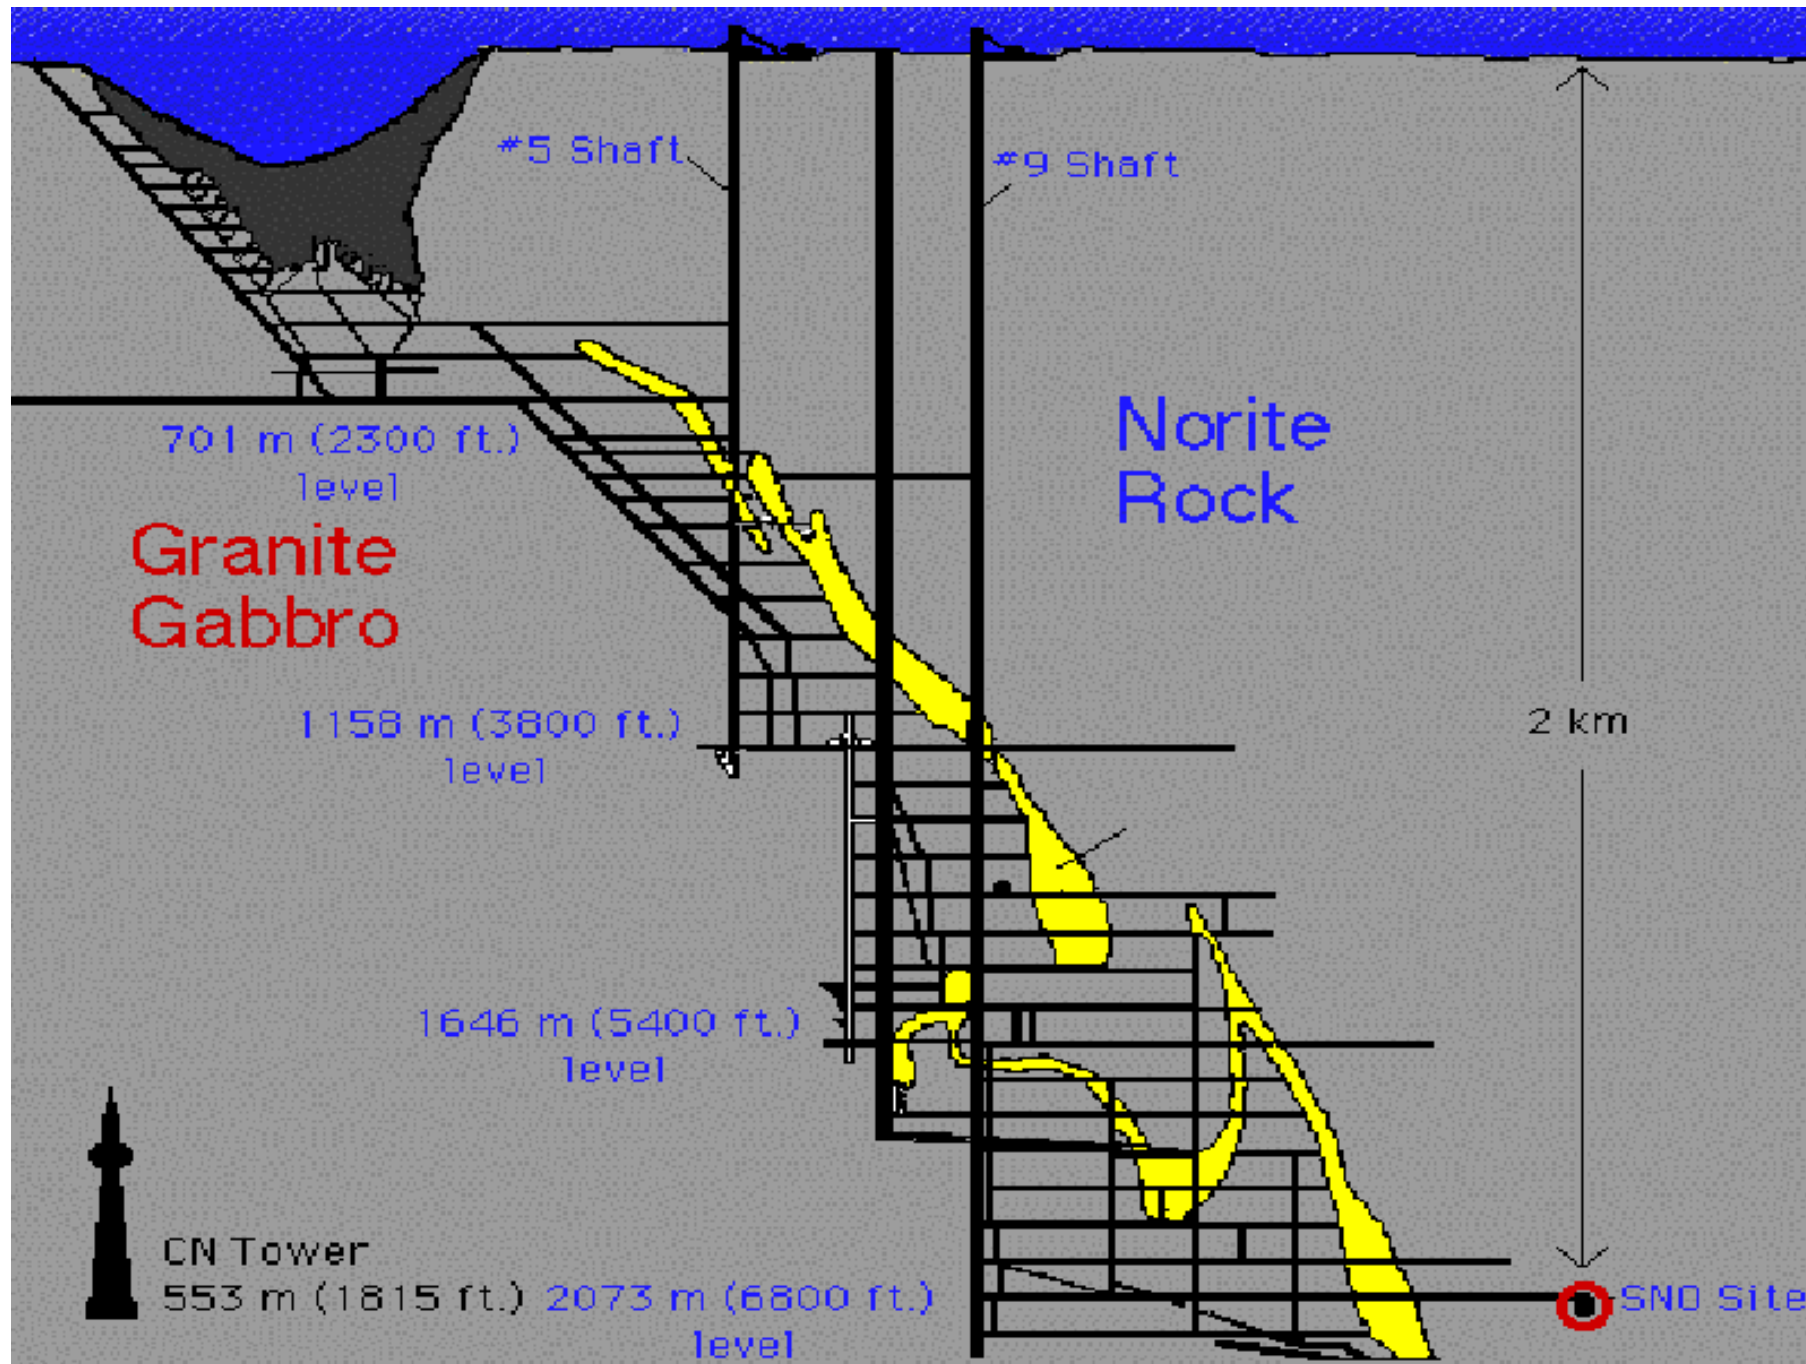 #5 Shaft
#9 Shaft
Norite
Rock
701 m (2300 ft.)
level
Granite
Gabbro
1158 m (3800 ft.)
level
2 km
1646 m (5400 ft.)
level
CN Tower
553 m (1815 ft.)
2073 m (6800 ft.)
level
SNO Site